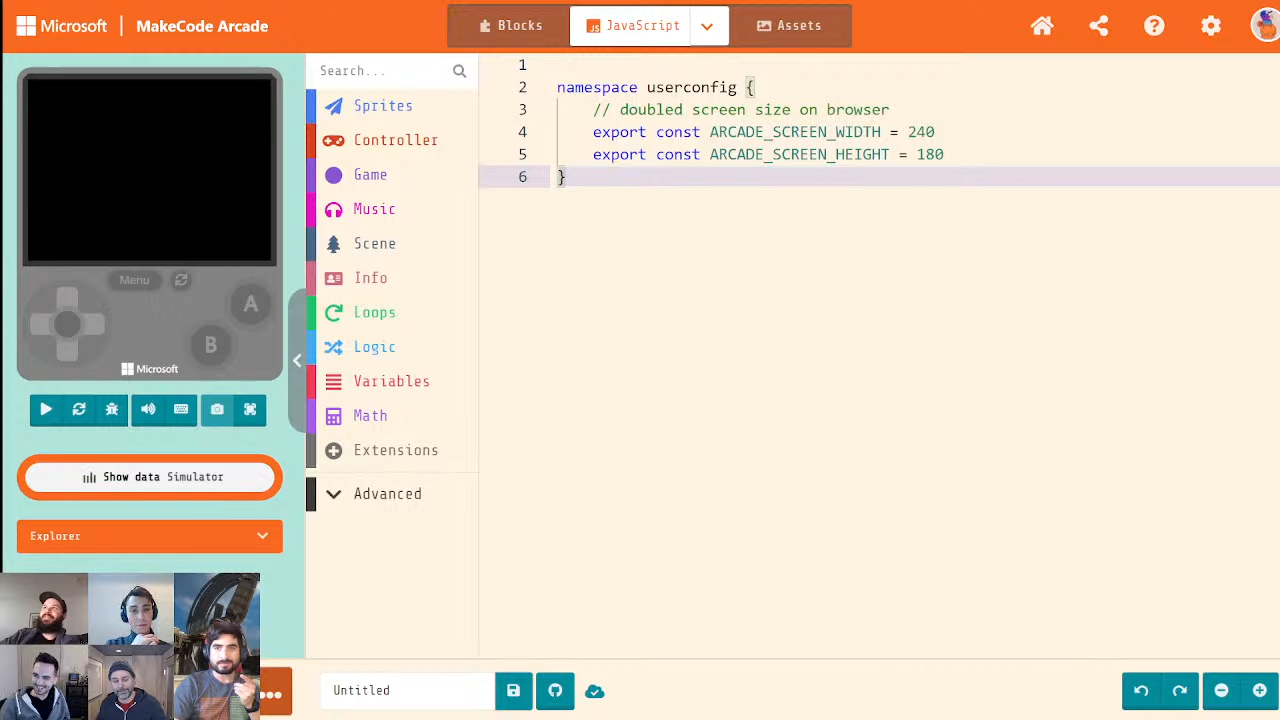 Microsoft | MakeCode Arcade
Blocks
JavaScript
Assets
Menu
A
B
Microsoft
Show data Simulator
Explorer
Search...
Sprites
Controller
Game
Music
Scene
Info
Loops
Logic
Variables
Math
Extensions
Advanced
1
2 namespace userconfig {
3 // doubled screen size on browser
4 export const ARCADE_SCREEN_WIDTH = 240
5 export const ARCADE_SCREEN_HEIGHT = 180
6 }
Untitled